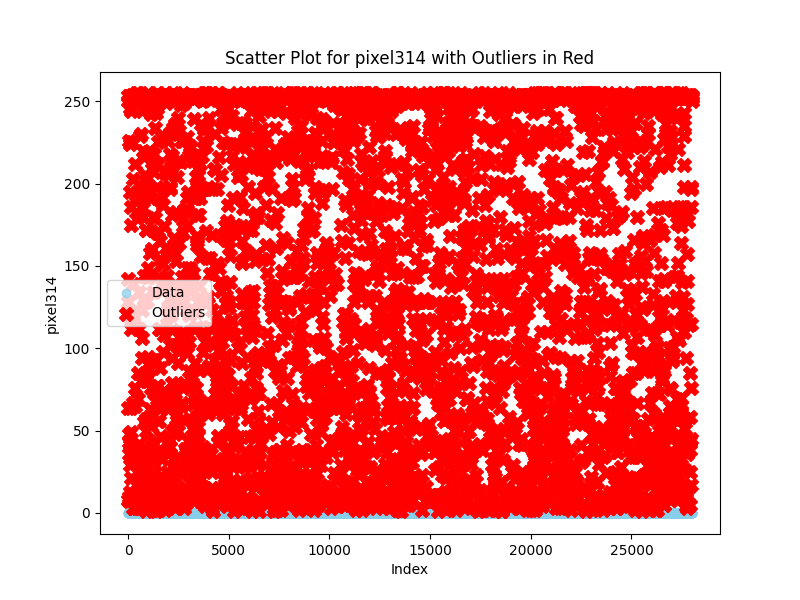 Scatter Plot for pixel314 with Outliers in Red
250
200
150
100
50
0
pixel314
Data
Outliers
0 5000 10000 15000 20000 25000
Index